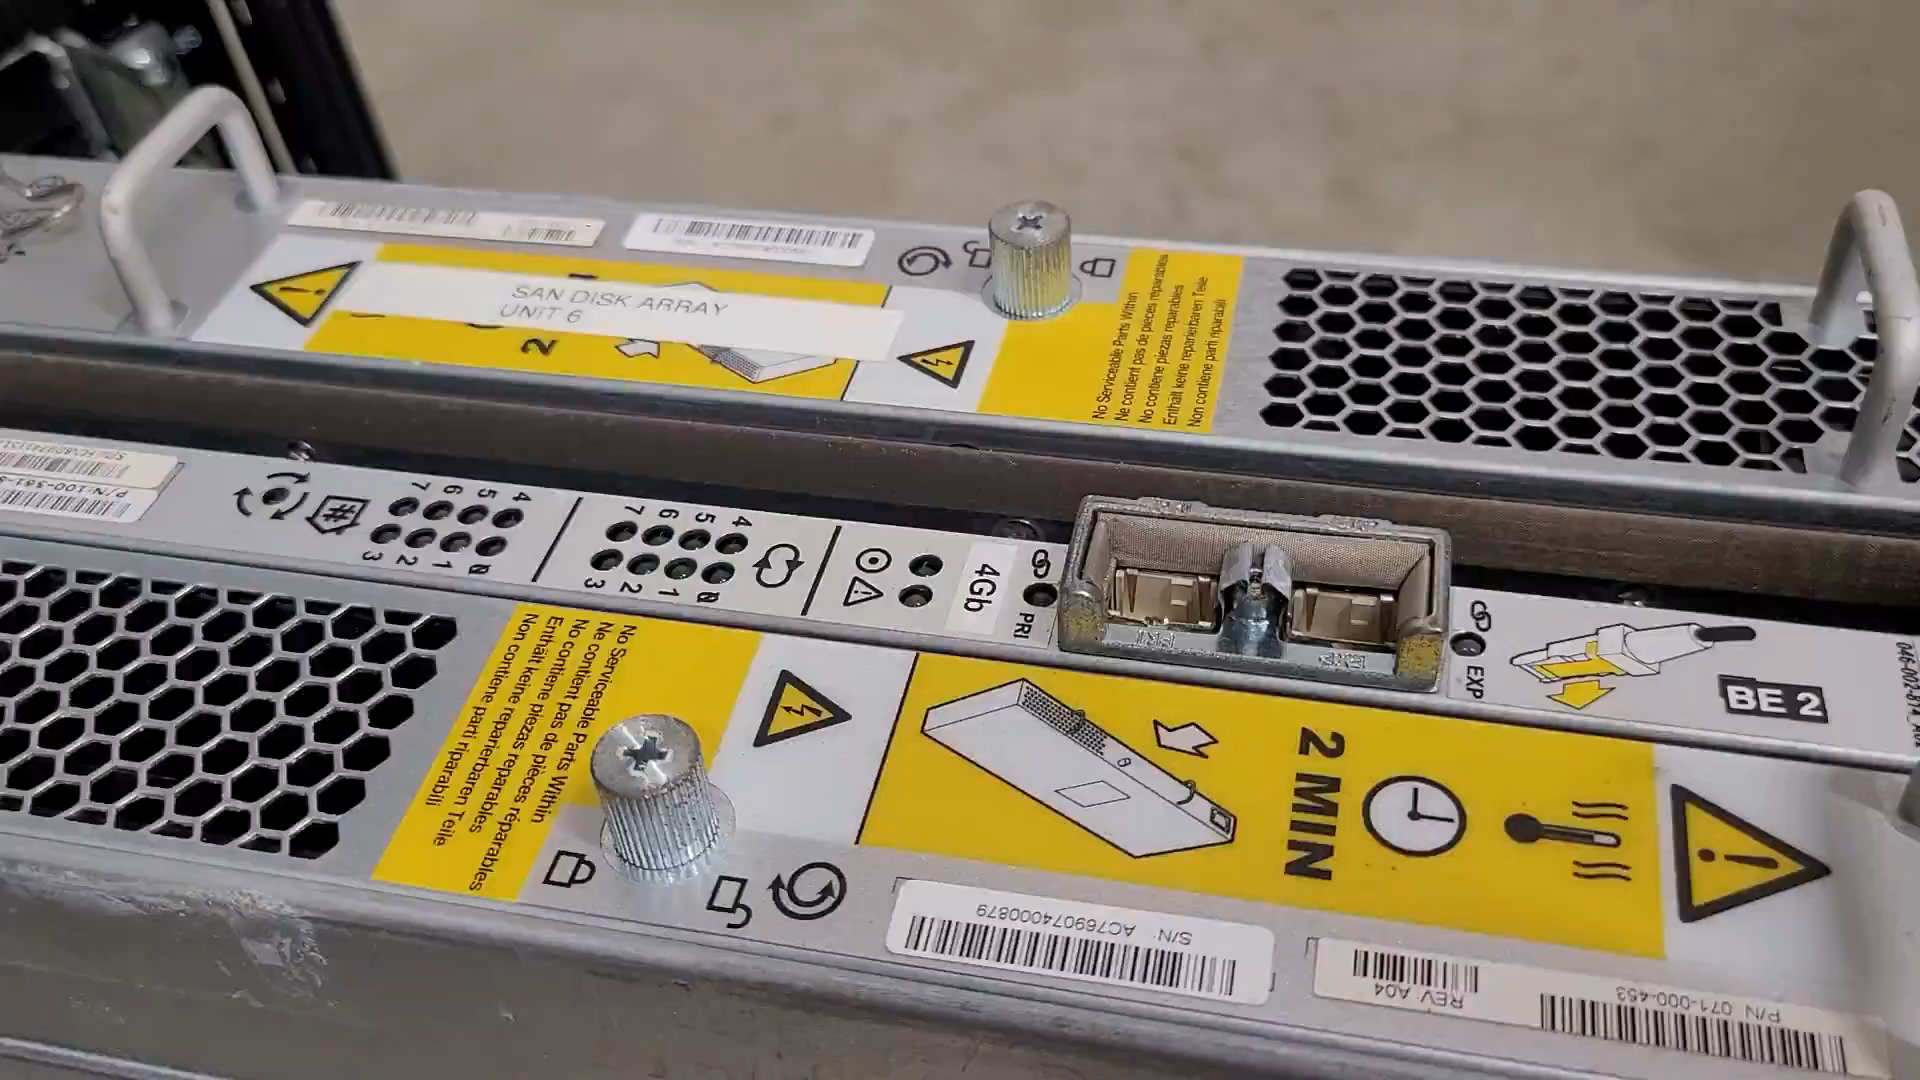 SAN DISK ARRAY
UNIT 6
2
No Serviceable Parts Within
Ne contient pas de pièces réparables
No contiene piezas reparables
Enthält keine reparierbaren Teile
Non contiene parti riparabili
#
7 6 5 4
3 2 1 0
7 6 5 4
3 2 1 0
4Gb
PRI
PRI
EXP
EXP
BE 2
No Serviceable Parts Within
Ne contient pas de pièces réparables
No contiene piezas reparables
Enthält keine reparierbaren Teile
Non contiene parti riparabili
2 MIN
S/N: AC769074000879
REV: A04
P/N 071-000-453